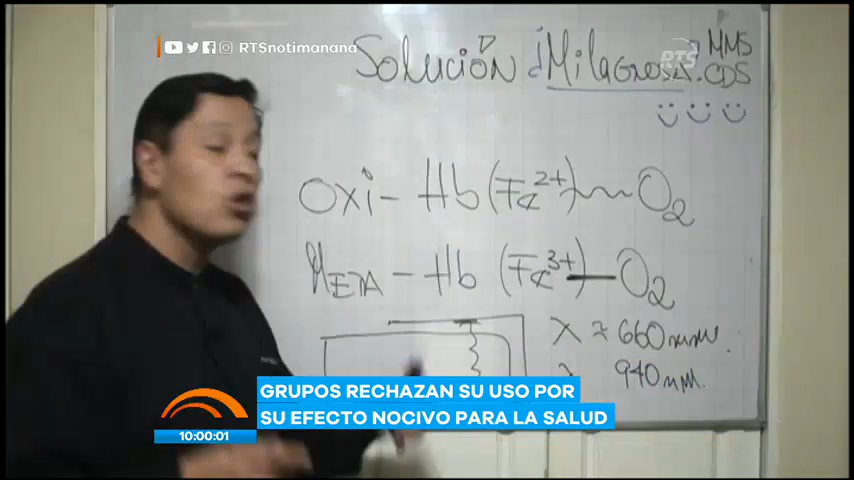 RTSnotimanana
RTS
Solución ¿Milagrosa?
MMS
CDS
Oxi - Hb (Fe2+) ~ O2
Meta - Hb (Fe3+) - O2
λ ≈ 660 nm.
940 nm.
GRUPOS RECHAZAN SU USO POR
SU EFECTO NOCIVO PARA LA SALUD
10:00:01